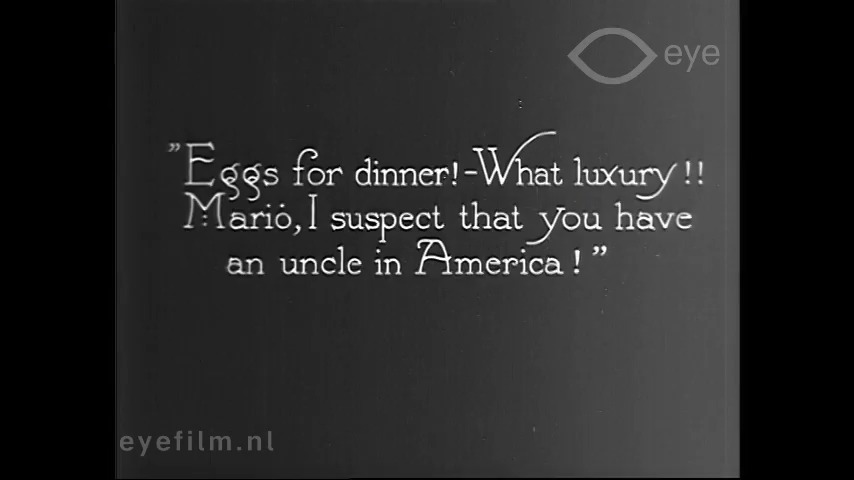 eye
"Eggs for dinner!-What luxury!!
Mario, I suspect that you have
an uncle in America!"
eyefilm.nl